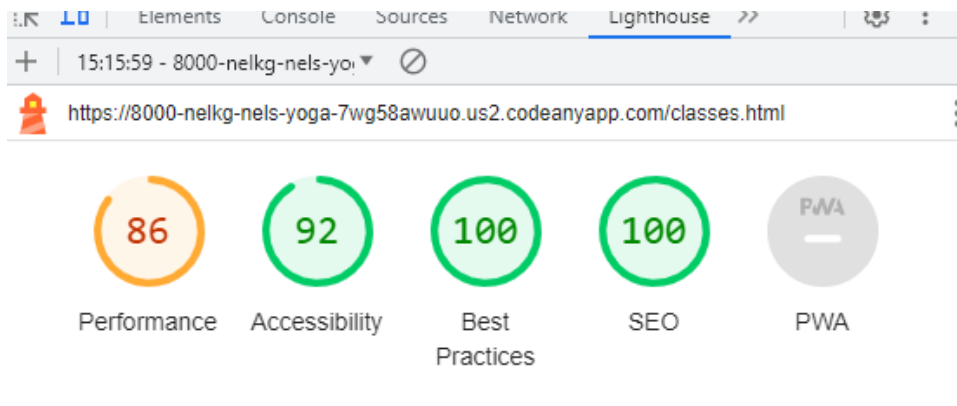 Elements Console Sources Network Lighthouse >>
15:15:59 - 8000-nelkg-nels-yo
https://8000-nelkg-nels-yoga-7wg58awuuo.us2.codeanyapp.com/classes.html
86 92 100 100 PWA
Performance Accessibility Best Practices SEO PWA